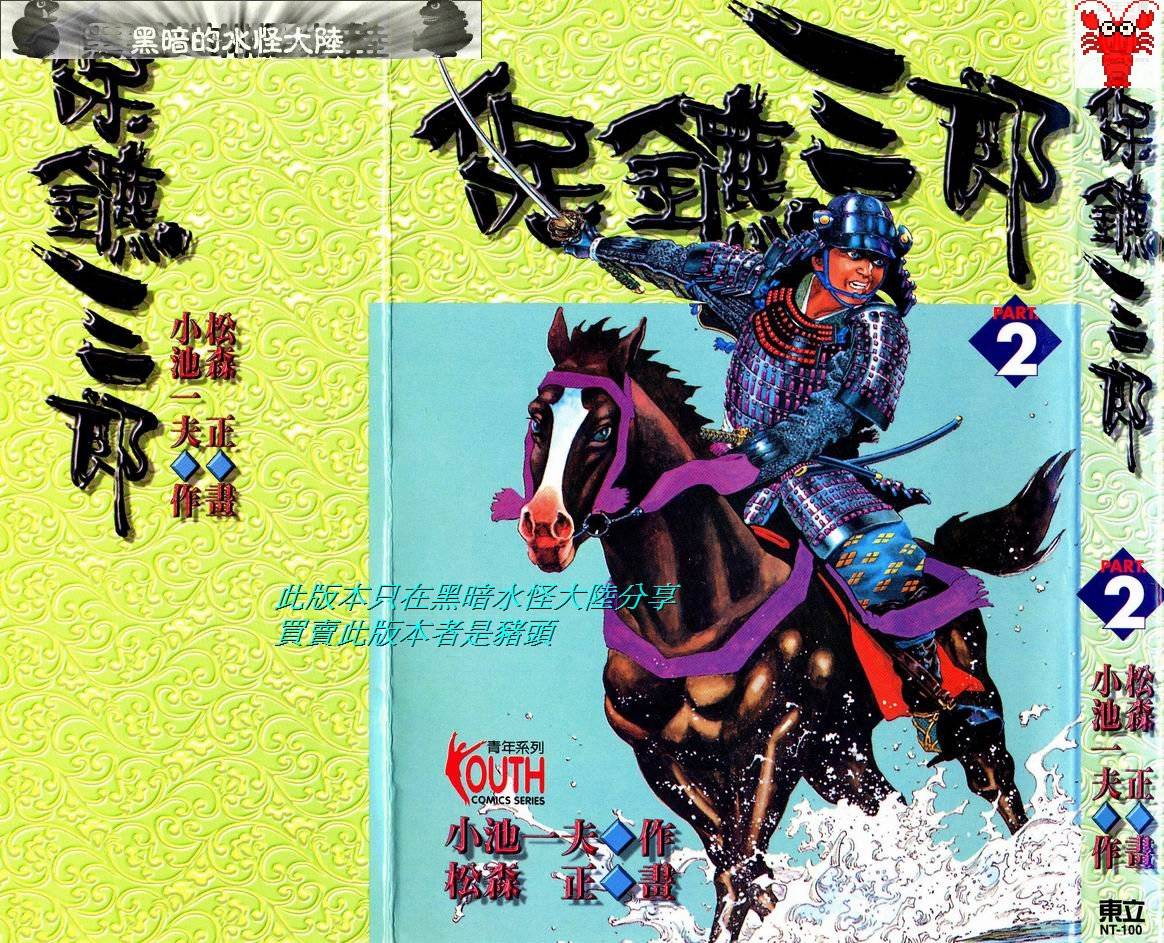 黑暗的水怪大陸
保鑣三郎
松森 正◆畫
小池一夫◆作
保鑣三郎
PART.
2
此版本只在黑暗水怪大陸分享
買賣此版本者是豬頭
青年系列
YOUTH
COMICS SERIES
小池一夫◆作
松森 正◆畫
保鑣三郎
PART.
2
松森 正◆畫
小池一夫◆作
東立
NT-100